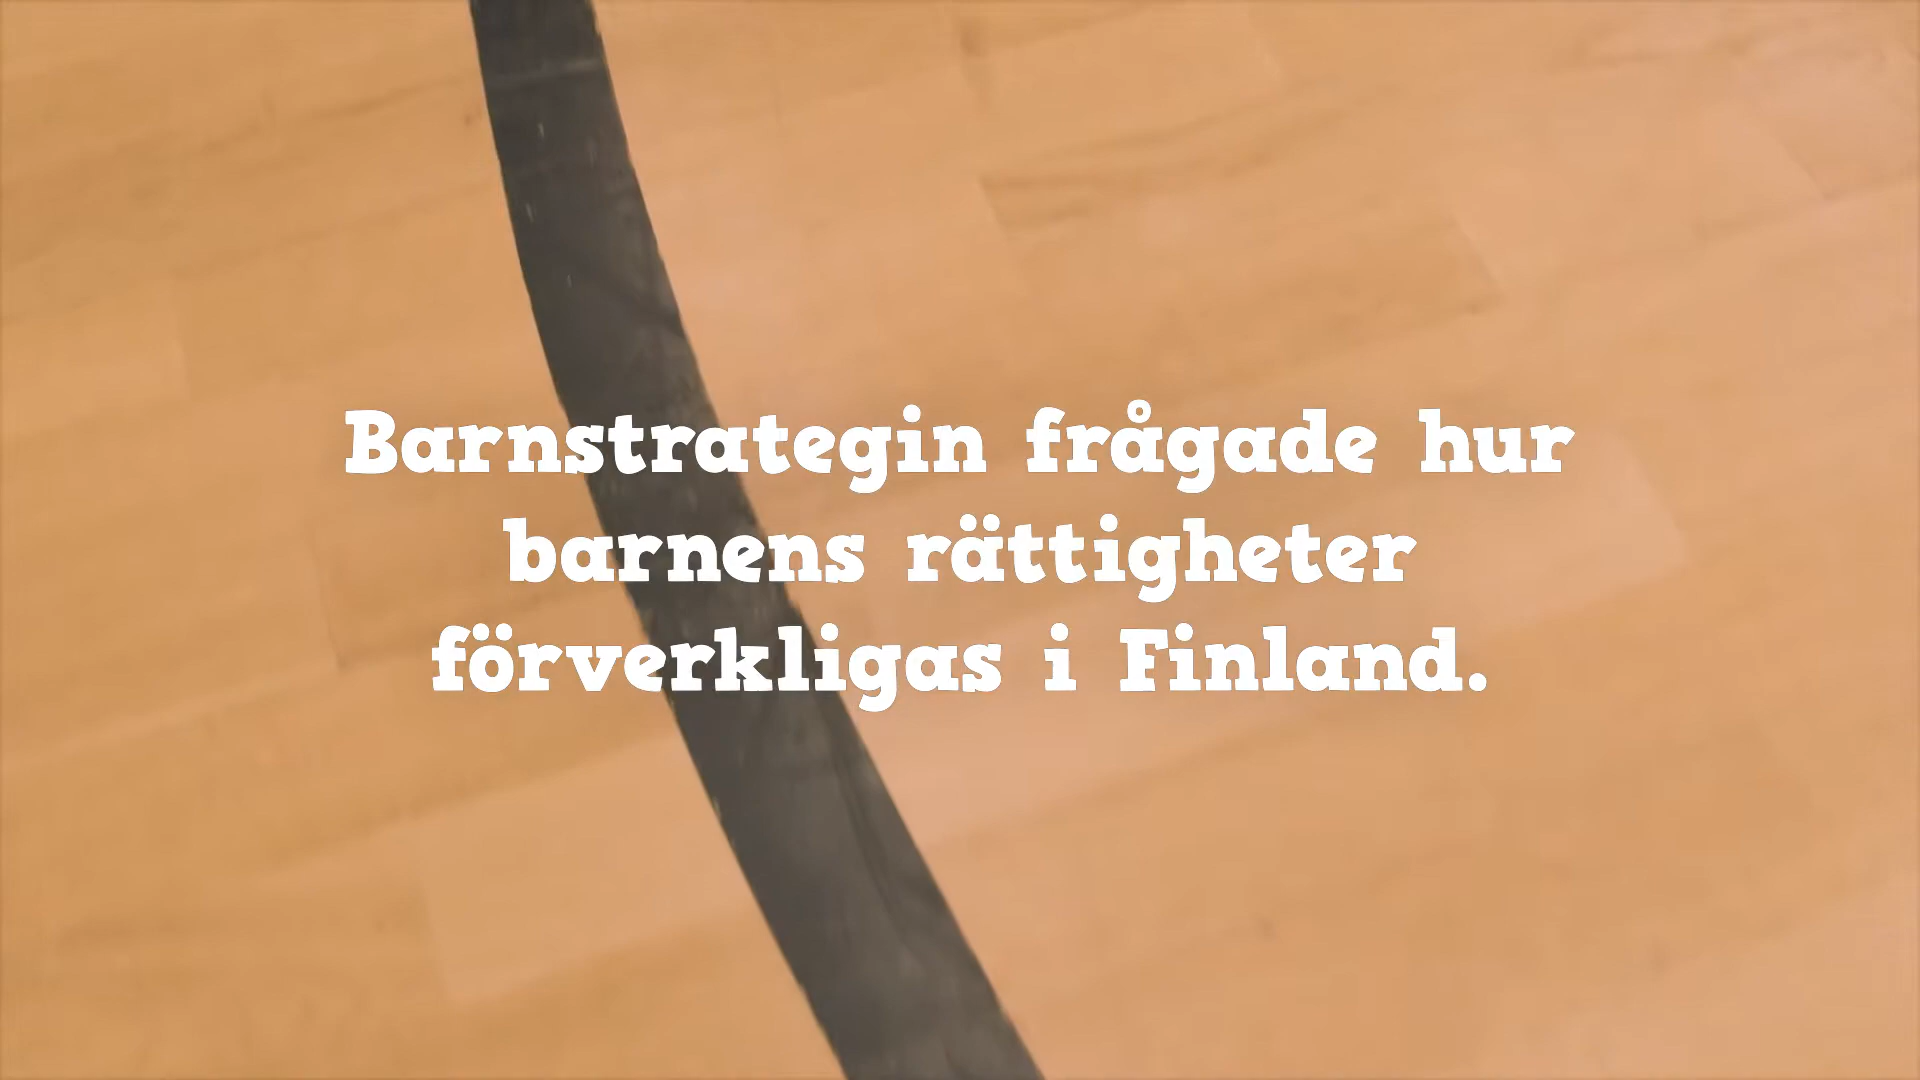 Barnstrategin frågade hur
barnens rättigheter
förverkligas i Finland.